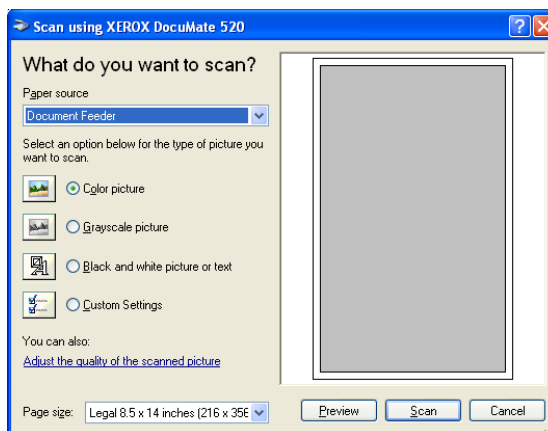 Scan using XEROX DocuMate 520
What do you want to scan?
Paper source
Document Feeder
Select an option below for the type of picture you
want to scan.
Color picture
Grayscale picture
Black and white picture or text
Custom Settings
You can also:
Adjust the quality of the scanned picture
Page size:
Legal 8.5 x 14 inches (216 x 356
Preview
Scan
Cancel